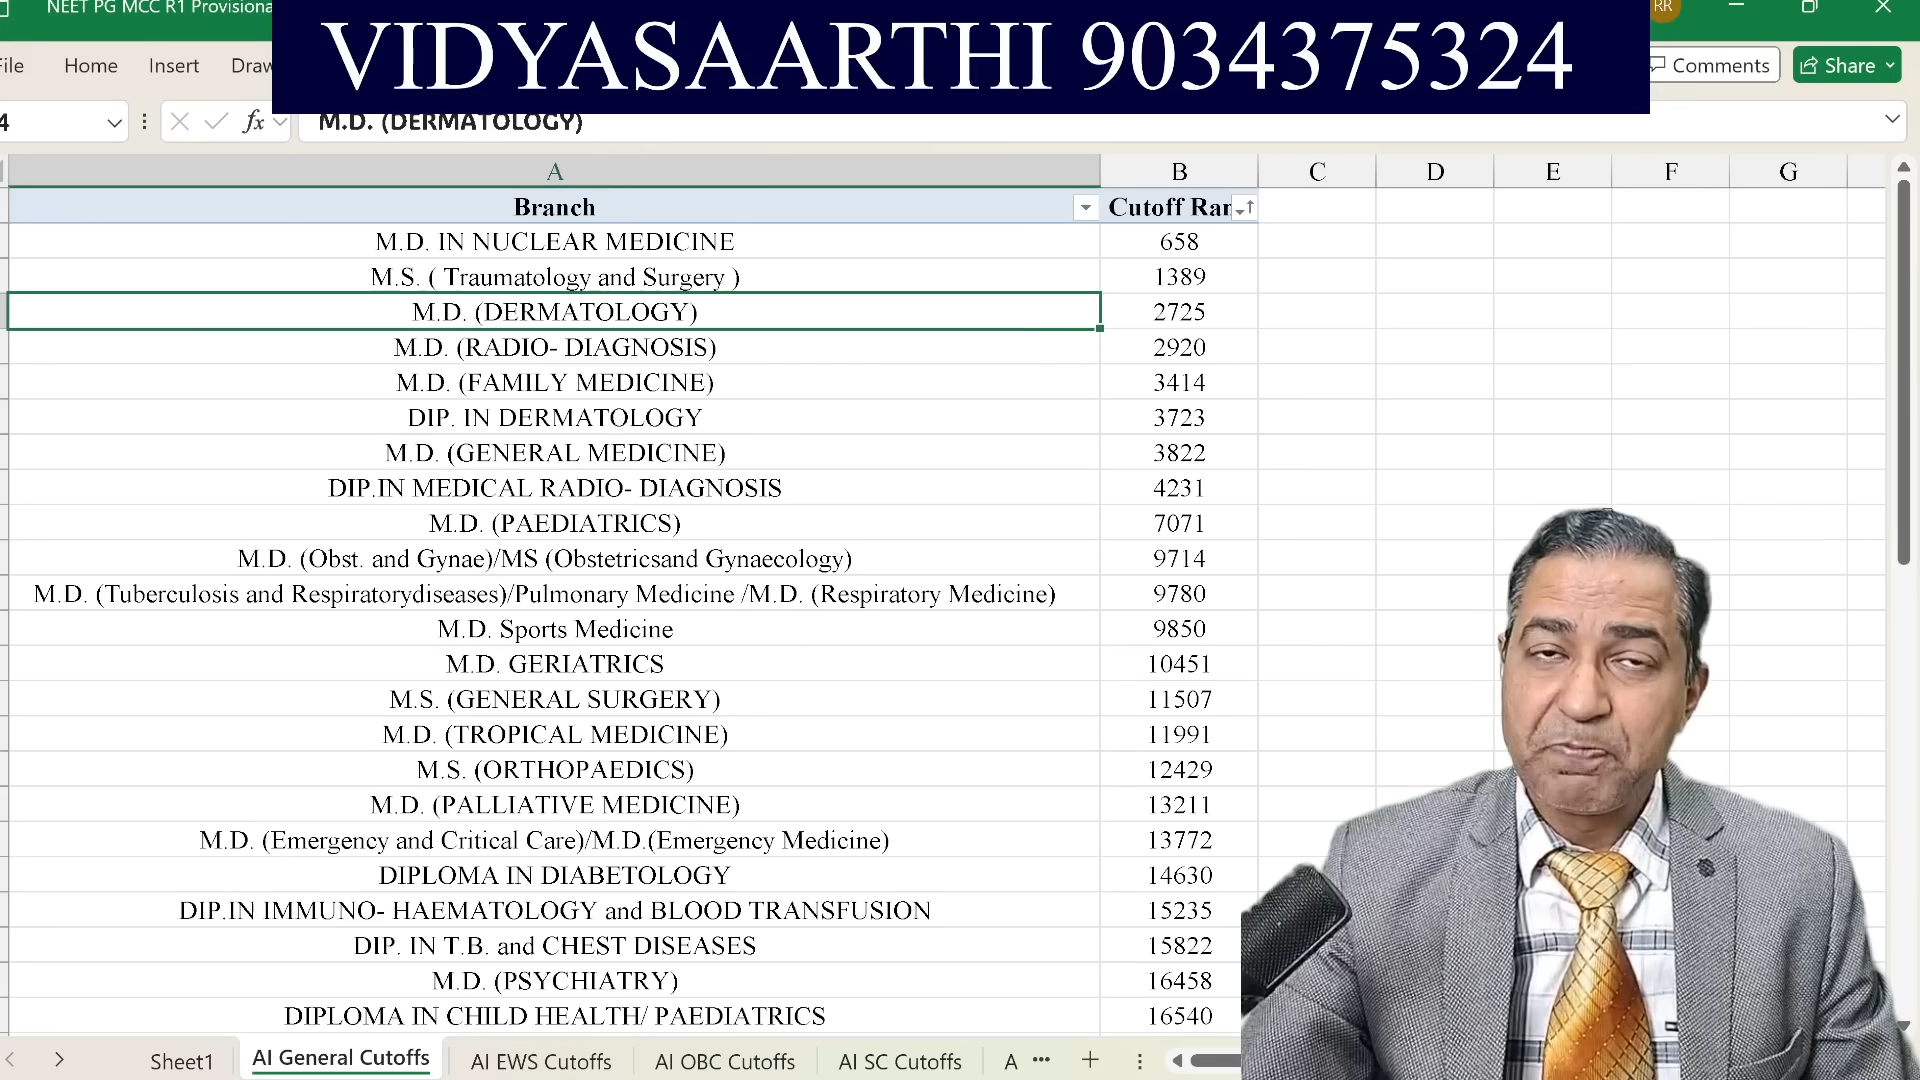 NEET PG MCC R1 Provisiona
VIDYASAARTHI 9034375324
RR
File Home Insert Draw
Comments Share
4
fx
M.D. (DERMATOLOGY)
A B C D E F G
Branch Cutoff Ran
M.D. IN NUCLEAR MEDICINE 658
M.S. ( Traumatology and Surgery ) 1389
M.D. (DERMATOLOGY) 2725
M.D. (RADIO- DIAGNOSIS) 2920
M.D. (FAMILY MEDICINE) 3414
DIP. IN DERMATOLOGY 3723
M.D. (GENERAL MEDICINE) 3822
DIP.IN MEDICAL RADIO- DIAGNOSIS 4231
M.D. (PAEDIATRICS) 7071
M.D. (Obst. and Gynae)/MS (Obstetricsand Gynaecology) 9714
M.D. (Tuberculosis and Respiratorydiseases)/Pulmonary Medicine /M.D. (Respiratory Medicine) 9780
M.D. Sports Medicine 9850
M.D. GERIATRICS 10451
M.S. (GENERAL SURGERY) 11507
M.D. (TROPICAL MEDICINE) 11991
M.S. (ORTHOPAEDICS) 12429
M.D. (PALLIATIVE MEDICINE) 13211
M.D. (Emergency and Critical Care)/M.D.(Emergency Medicine) 13772
DIPLOMA IN DIABETOLOGY 14630
DIP.IN IMMUNO- HAEMATOLOGY and BLOOD TRANSFUSION 15235
DIP. IN T.B. and CHEST DISEASES 15822
M.D. (PSYCHIATRY) 16458
DIPLOMA IN CHILD HEALTH/ PAEDIATRICS 16540
Sheet1 AI General Cutoffs AI EWS Cutoffs AI OBC Cutoffs AI SC Cutoffs A